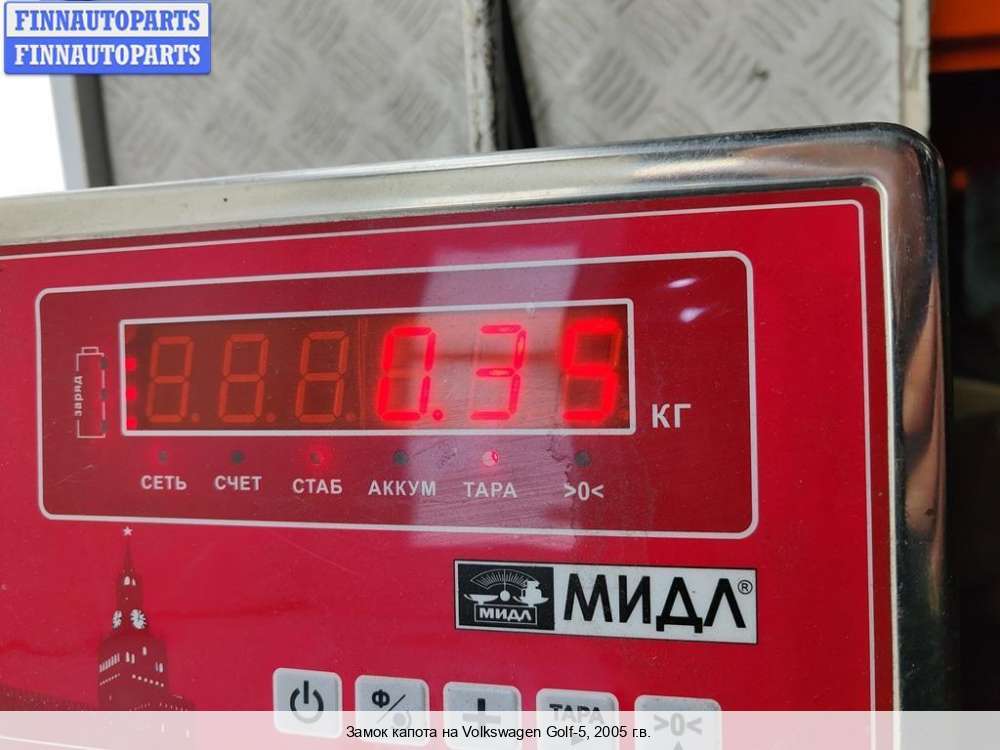 FINNAUTOPARTS
FINNAUTOPARTS
заряд
0.35
КГ
СЕТЬ СЧЕТ СТАБ АККУМ ТАРА >0<
МИДЛ МИДЛ®
Ф/
+
ТАРА
>0<
Замок капота на Volkswagen Golf-5, 2005 г.в.